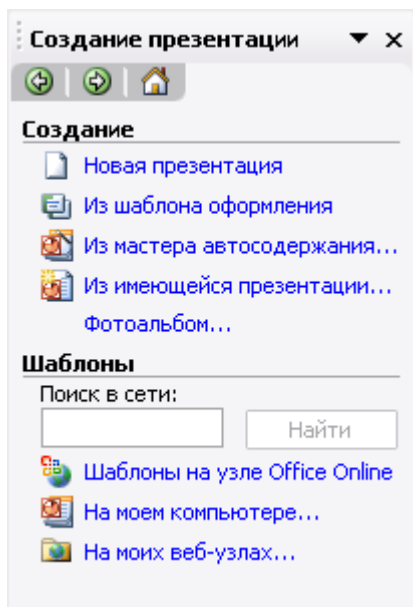 Создание презентации
Создание
Новая презентация
Из шаблона оформления
Из мастера автосодержания...
Из имеющейся презентации...
Фотоальбом...
Шаблоны
Поиск в сети:
Найти
Шаблоны на узле Office Online
На моем компьютере...
На моих веб-узлах...